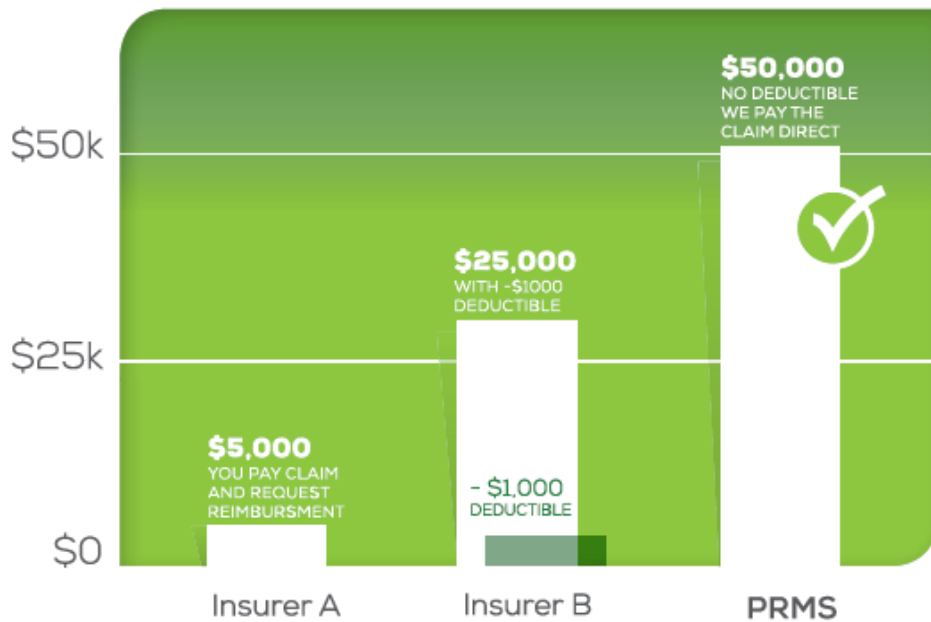 $50,000
NO DEDUCTIBLE
WE PAY THE
CLAIM DIRECT
$50k
$25,000
WITH -$1000
DEDUCTIBLE
$25k
$5,000
YOU PAY CLAIM
AND REQUEST
REIMBURSMENT
- $1,000
DEDUCTIBLE
$0
Insurer A
Insurer B
PRMS